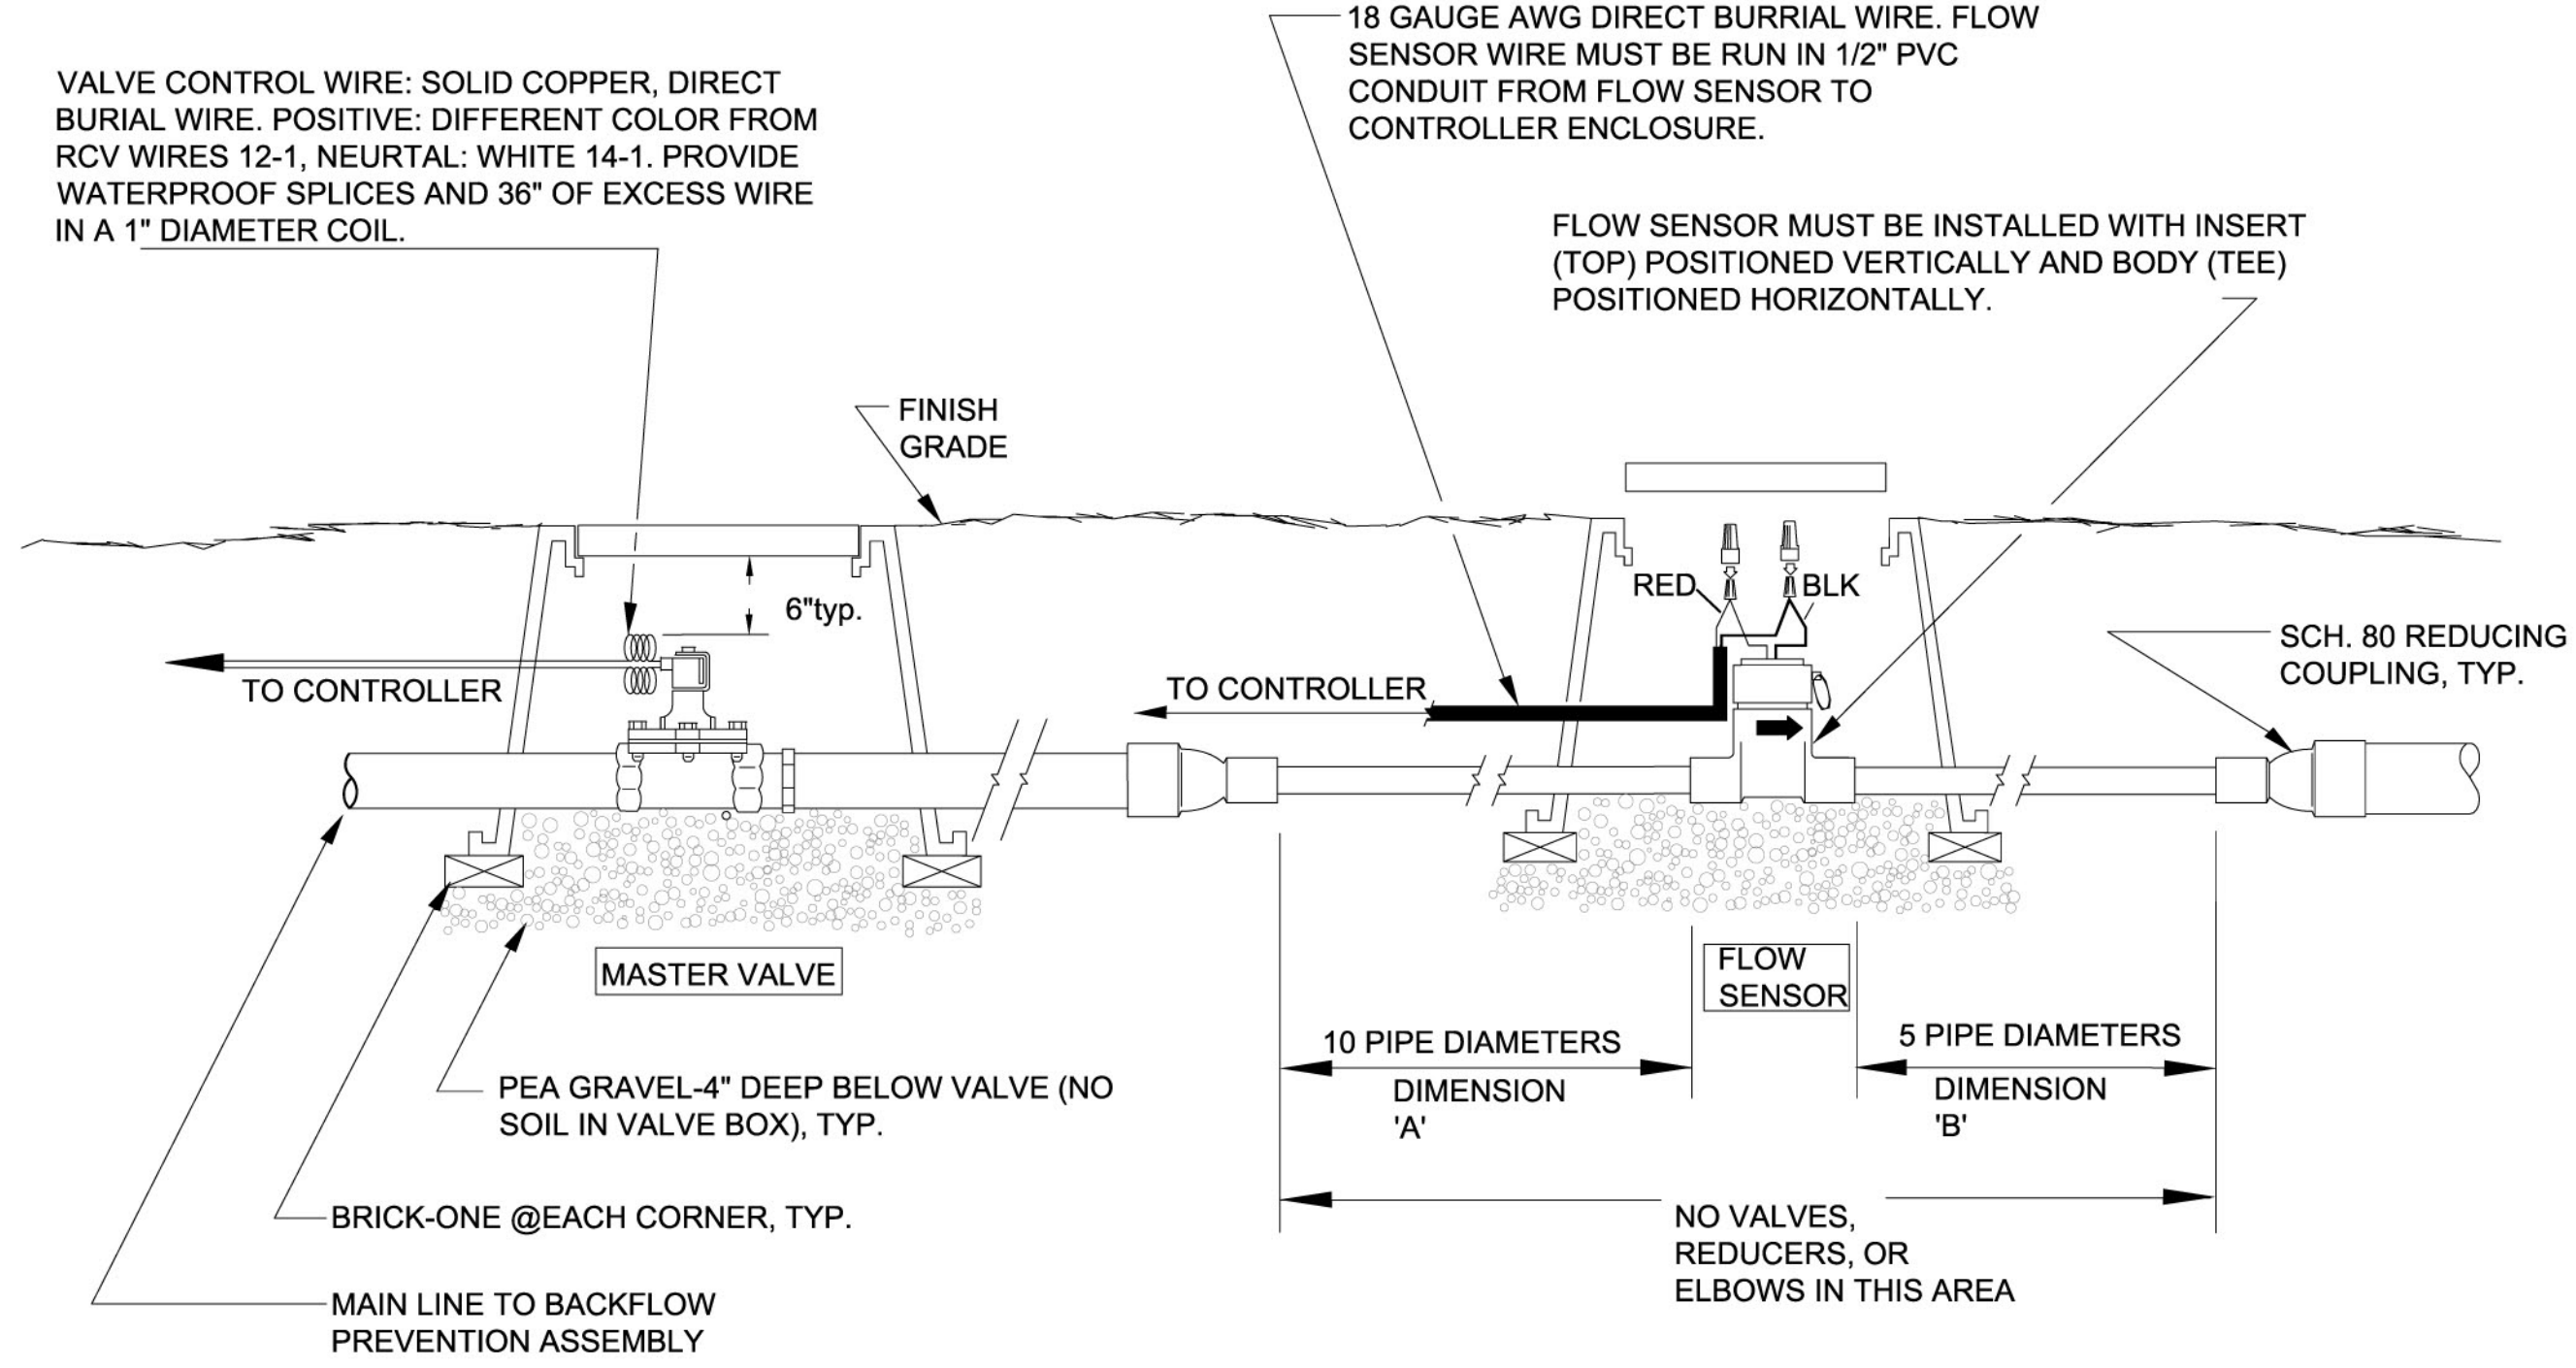 18 GAUGE AWG DIRECT BURRIAL WIRE. FLOW
SENSOR WIRE MUST BE RUN IN 1/2" PVC
CONDUIT FROM FLOW SENSOR TO
CONTROLLER ENCLOSURE.
VALVE CONTROL WIRE: SOLID COPPER, DIRECT
BURIAL WIRE. POSITIVE: DIFFERENT COLOR FROM
RCV WIRES 12-1, NEURTAL: WHITE 14-1. PROVIDE
WATERPROOF SPLICES AND 36" OF EXCESS WIRE
IN A 1" DIAMETER COIL.
FLOW SENSOR MUST BE INSTALLED WITH INSERT
(TOP) POSITIONED VERTICALLY AND BODY (TEE)
POSITIONED HORIZONTALLY.
FINISH
GRADE
6"typ.
RED
BLK
TO CONTROLLER
TO CONTROLLER
SCH. 80 REDUCING
COUPLING, TYP.
MASTER VALVE
FLOW
SENSOR
10 PIPE DIAMETERS
DIMENSION
'A'
5 PIPE DIAMETERS
DIMENSION
'B'
PEA GRAVEL-4" DEEP BELOW VALVE (NO
SOIL IN VALVE BOX), TYP.
BRICK-ONE @EACH CORNER, TYP.
NO VALVES,
REDUCERS, OR
ELBOWS IN THIS AREA
MAIN LINE TO BACKFLOW
PREVENTION ASSEMBLY